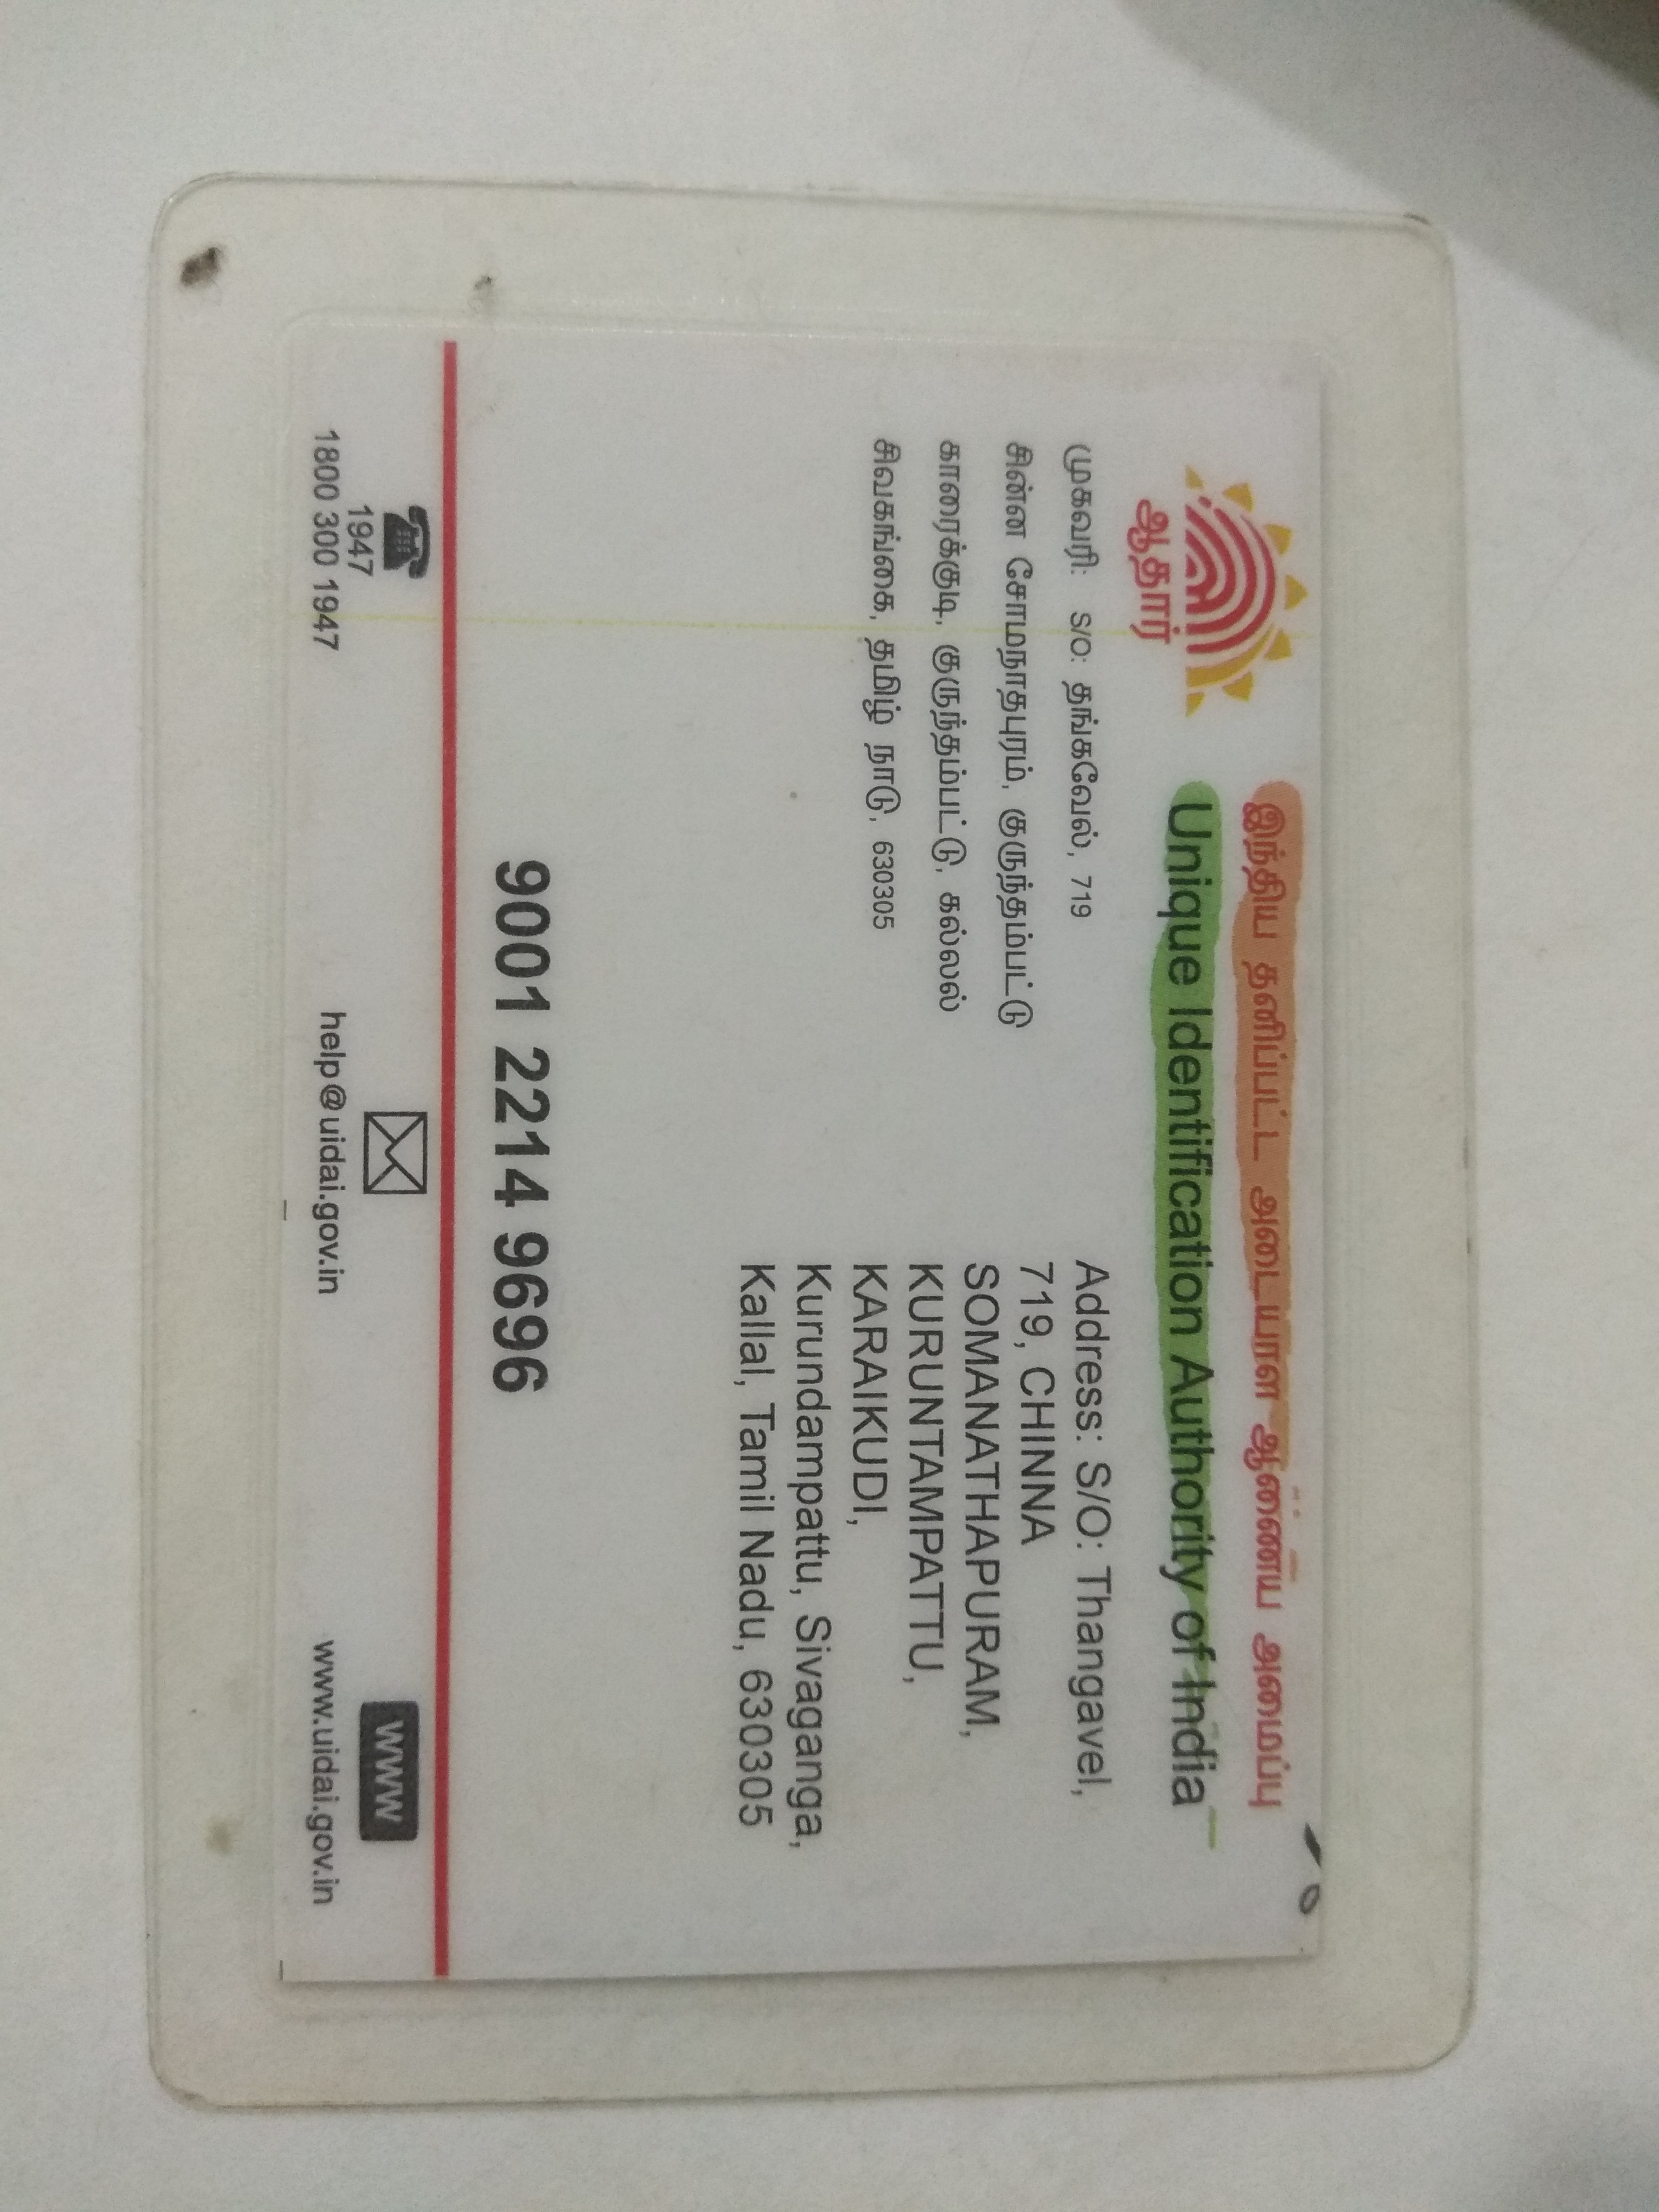 இந்திய தனிப்பட்ட அடையாள ஆணைய அமைப்பு
Unique Identification Authority of India
ஆதார்
முகவரி: S/O: தங்கவேல், 719
சின்ன சோமநாதபுரம், குருந்தம்பட்டு
காரைக்குடி, குருந்தம்பட்டு, கல்லல்
சிவகங்கை, தமிழ் நாடு, 630305
Address: S/O: Thangavel,
719, CHINNA
SOMANATHAPURAM,
KURUNTAMPATTU,
KARAIKUDI,
Kurundampattu, Sivaganga,
Kallal, Tamil Nadu, 630305
9001 2214 9696
1947
1800 300 1947
help@uidai.gov.in
www
www.uidai.gov.in